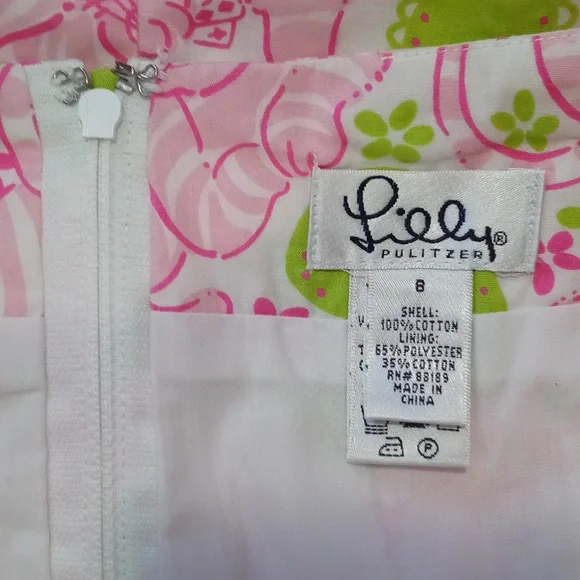 Lilly®
PULITZER
8
SHELL:
100% COTTON
LINING:
65% POLYESTER
35% COTTON
RN# 88189
MADE IN
CHINA
P